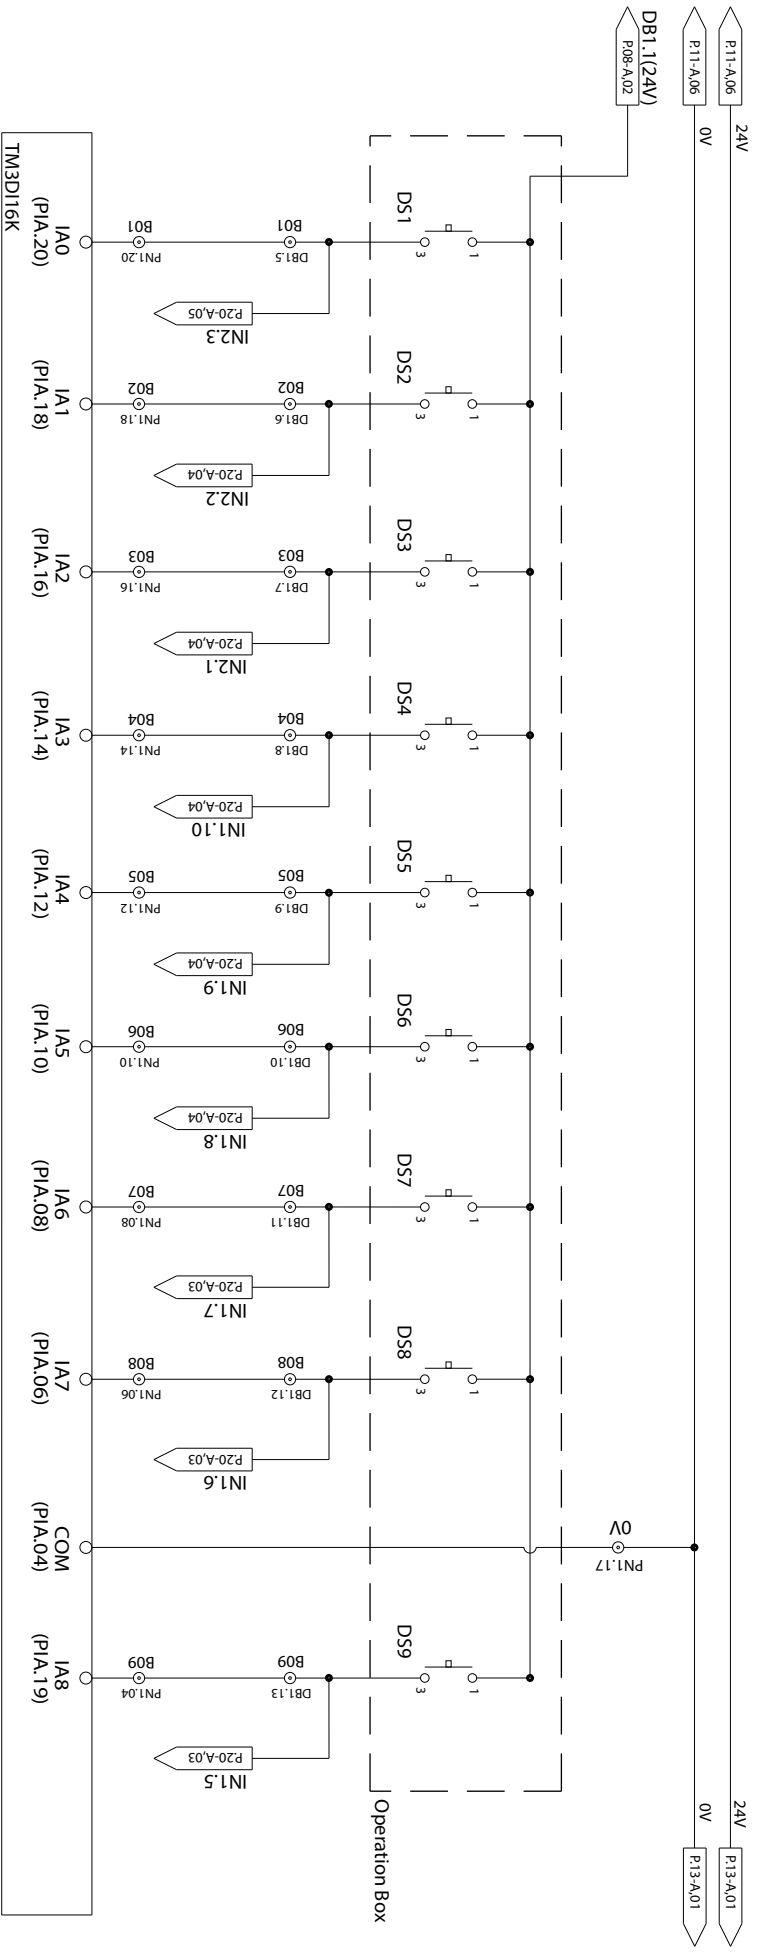 P.11-A,06
24V
24V
P.13-A,01
P.11-A,06
0V
0V
P.13-A,01
DB1.1(24V)
P.08-A,02
0V
PN1.17
Operation Box
DS1
1
3
DS2
1
3
DS3
1
3
DS4
1
3
DS5
1
3
DS6
1
3
DS7
1
3
DS8
1
3
DS9
1
3
B01
DB1.5
B01
PN1.20
P.20-A,05
IN2.3
B02
DB1.6
B02
PN1.18
P.20-A,04
IN2.2
B03
DB1.7
B03
PN1.16
P.20-A,04
IN2.1
B04
DB1.8
B04
PN1.14
P.20-A,04
IN1.10
B05
DB1.9
B05
PN1.12
P.20-A,04
IN1.9
B06
DB1.10
B06
PN1.10
P.20-A,04
IN1.8
B07
DB1.11
B07
PN1.08
P.20-A,03
IN1.7
B08
DB1.12
B08
PN1.06
P.20-A,03
IN1.6
B09
DB1.13
B09
PN1.04
P.20-A,03
IN1.5
IA0
(PIA.20)
IA1
(PIA.18)
IA2
(PIA.16)
IA3
(PIA.14)
IA4
(PIA.12)
IA5
(PIA.10)
IA6
(PIA.08)
IA7
(PIA.06)
COM
(PIA.04)
IA8
(PIA.19)
TM3DI16K